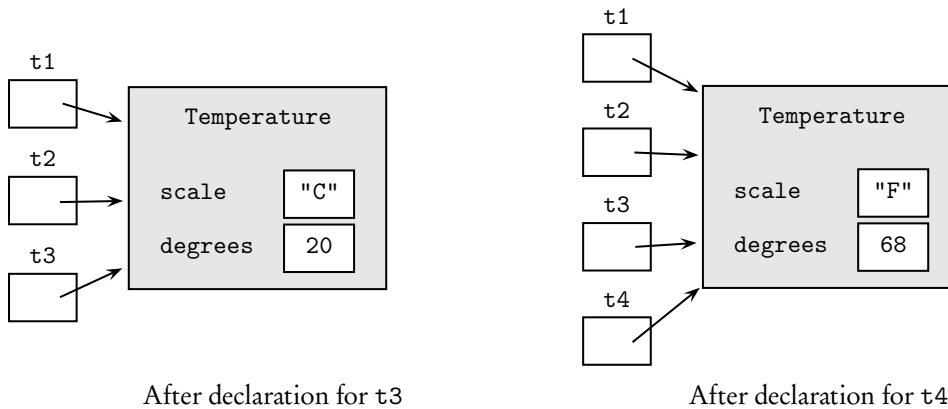 t1
t2
t3
Temperature
scale "C"
degrees 20
After declaration for t3
t1
t2
t3
t4
Temperature
scale "F"
degrees 68
After declaration for t4